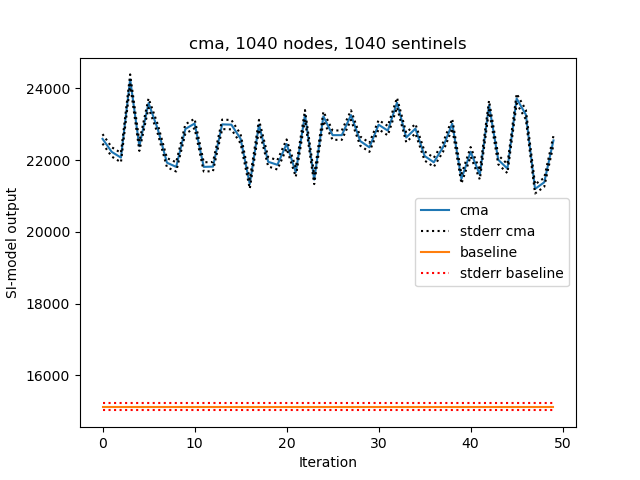 cma, 1040 nodes, 1040 sentinels
SI-model output
24000
22000
20000
18000
16000
cma
stderr cma
baseline
stderr baseline
0 10 20 30 40 50
Iteration